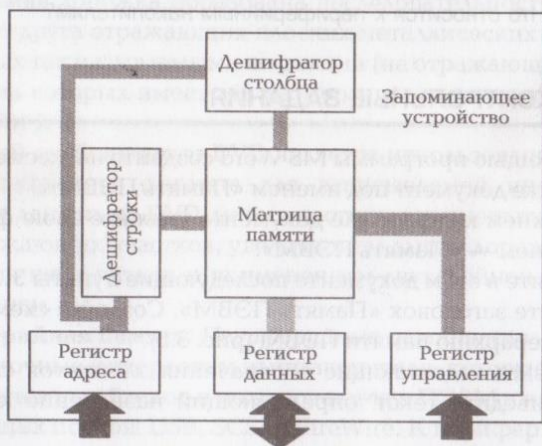 Дешифратор
столбца
Запоминающее
устройство
Дешифратор
строки
Матрица
памяти
Регистр
адреса
Регистр
данных
Регистр
управления